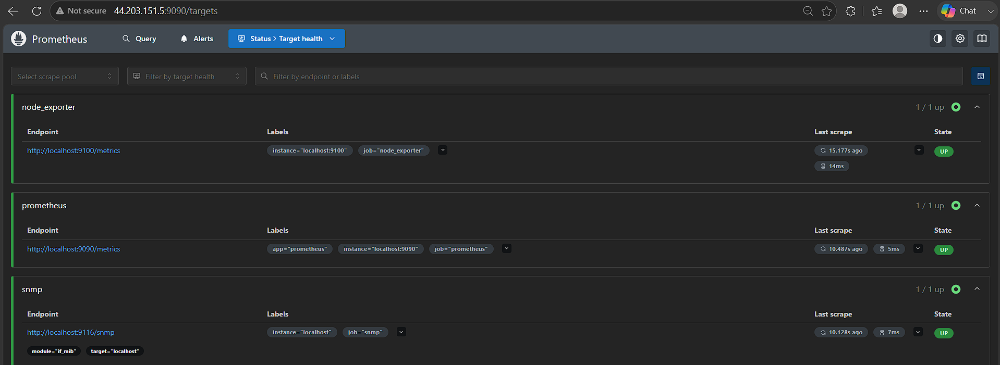 Not secure 44.203.151.5:9090/targets Chat
Prometheus Query Alerts Status > Target health
Select scrape pool Filter by target health Filter by endpoint or labels
node_exporter 1 / 1 up
Endpoint Labels Last scrape State
http://localhost:9100/metrics instance="localhost:9100" job="node_exporter" 15.177s ago UP
14ms
prometheus 1 / 1 up
Endpoint Labels Last scrape State
http://localhost:9090/metrics app="prometheus" instance="localhost:9090" job="prometheus" 10.487s ago 5ms UP
snmp 1 / 1 up
Endpoint Labels Last scrape State
http://localhost:9116/snmp instance="localhost" job="snmp" 10.128s ago 7ms UP
module="if_mib" target="localhost"